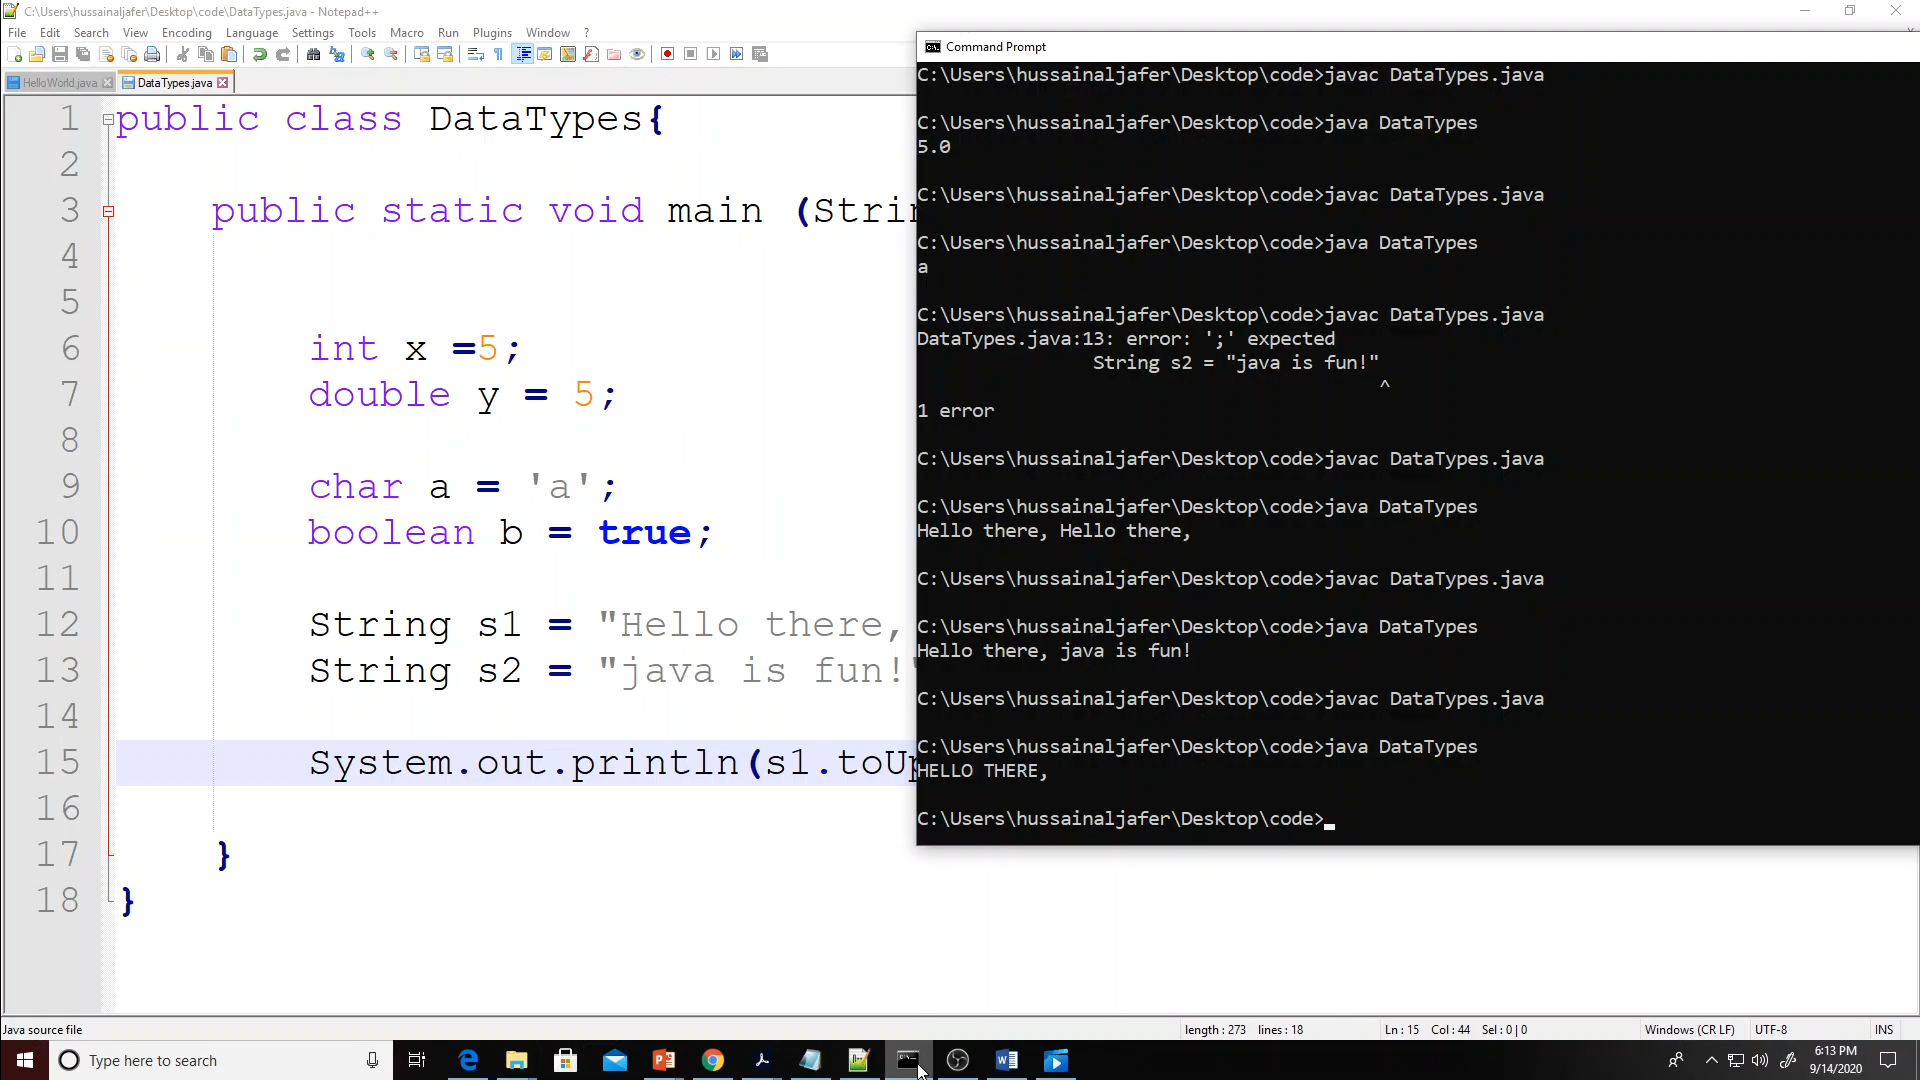 C:\Users\hussainaljafer\Desktop\code\DataTypes.java - Notepad++
File Edit Search View Encoding Language Settings Tools Macro Run Plugins Window ?
HelloWorld.java DataTypes.java
1 public class DataTypes{
2
3 public static void main (Strin
4
5
6 int x =5;
7 double y = 5;
8
9 char a = 'a';
10 boolean b = true;
11
12 String s1 = "Hello there,
13 String s2 = "java is fun!"
14
15 System.out.println(s1.toUp
16
17 }
18 }
Command Prompt
C:\Users\hussainaljafer\Desktop\code>javac DataTypes.java
C:\Users\hussainaljafer\Desktop\code>java DataTypes
5.0
C:\Users\hussainaljafer\Desktop\code>javac DataTypes.java
C:\Users\hussainaljafer\Desktop\code>java DataTypes
a
C:\Users\hussainaljafer\Desktop\code>javac DataTypes.java
DataTypes.java:13: error: ';' expected
String s2 = "java is fun!"
^
1 error
C:\Users\hussainaljafer\Desktop\code>javac DataTypes.java
C:\Users\hussainaljafer\Desktop\code>java DataTypes
Hello there, Hello there,
C:\Users\hussainaljafer\Desktop\code>javac DataTypes.java
C:\Users\hussainaljafer\Desktop\code>java DataTypes
Hello there, java is fun!
C:\Users\hussainaljafer\Desktop\code>javac DataTypes.java
C:\Users\hussainaljafer\Desktop\code>java DataTypes
HELLO THERE,
C:\Users\hussainaljafer\Desktop\code>
Java source file length : 273 lines : 18 Ln : 15 Col : 44 Sel : 0 | 0 Windows (CR LF) UTF-8 INS
Type here to search
6:13 PM
9/14/2020